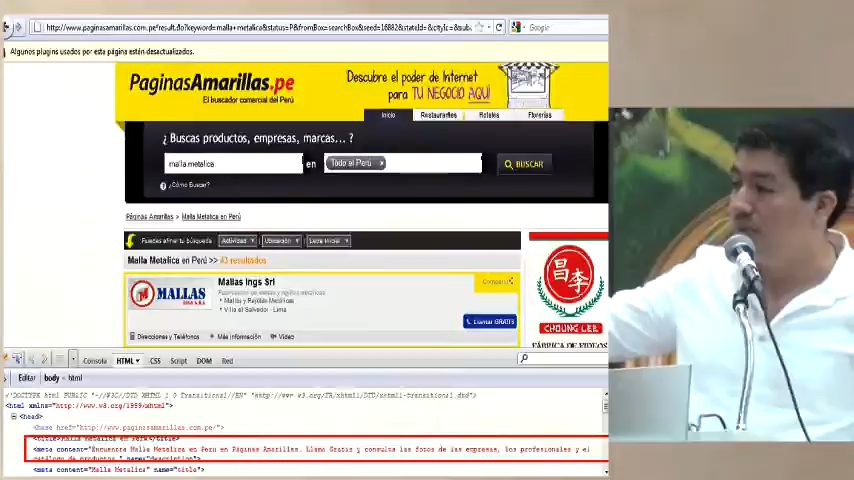 http://www.paginasamarillas.com.pe/result.do?keyword=malla+metalica&status=P&fromBox=searchBox&seed=16882&stateId=&cityId=&sub
Google
Algunos plugins usados por esta página están desactualizados.
PaginasAmarillas.pe
El buscador comercial del Perú
Descubre el poder de Internet
para TU NEGOCIO AQUÍ
Inicio Restaurantes Hoteles Florerías
¿ Buscas productos, empresas, marcas... ?
malla metalica en Todo el Perú × BUSCAR
¿Cómo Buscar?
Páginas Amarillas > Malla Metalica en Perú
Puedes afinar tu búsqueda Actividad Ubicación Letra Inicial
Malla Metalica en Perú >> 43 resultados
MALLAS
Mallas Ings Srl
• Mallas y Rejillas Metálicas
• Villa el Salvador - Lima
Compartir
Llamar GRATIS
Direcciones y Teléfonos Más información Video
昌李
CHOUNG LEE
Consola HTML CSS Script DOM Red
Editar body < html
<!DOCTYPE html PUBLIC "-//W3C//DTD XHTML 1.0 Transitional//EN" "http://www.w3.org/TR/xhtml1/DTD/xhtml1-transitional.dtd">
<html xmlns="http://www.w3.org/1999/xhtml">
<head>
<base href="http://www.paginasamarillas.com.pe/">
<title>Malla Metalica en Perú</title>
<meta content="Encuentra Malla Metalica en Peru en Páginas Amarillas. Llama Gratis y consulta las fotos de las empresas, los profesionales y el
catálogo de productos." name="description">
<meta content="Malla Metalica" name="title">